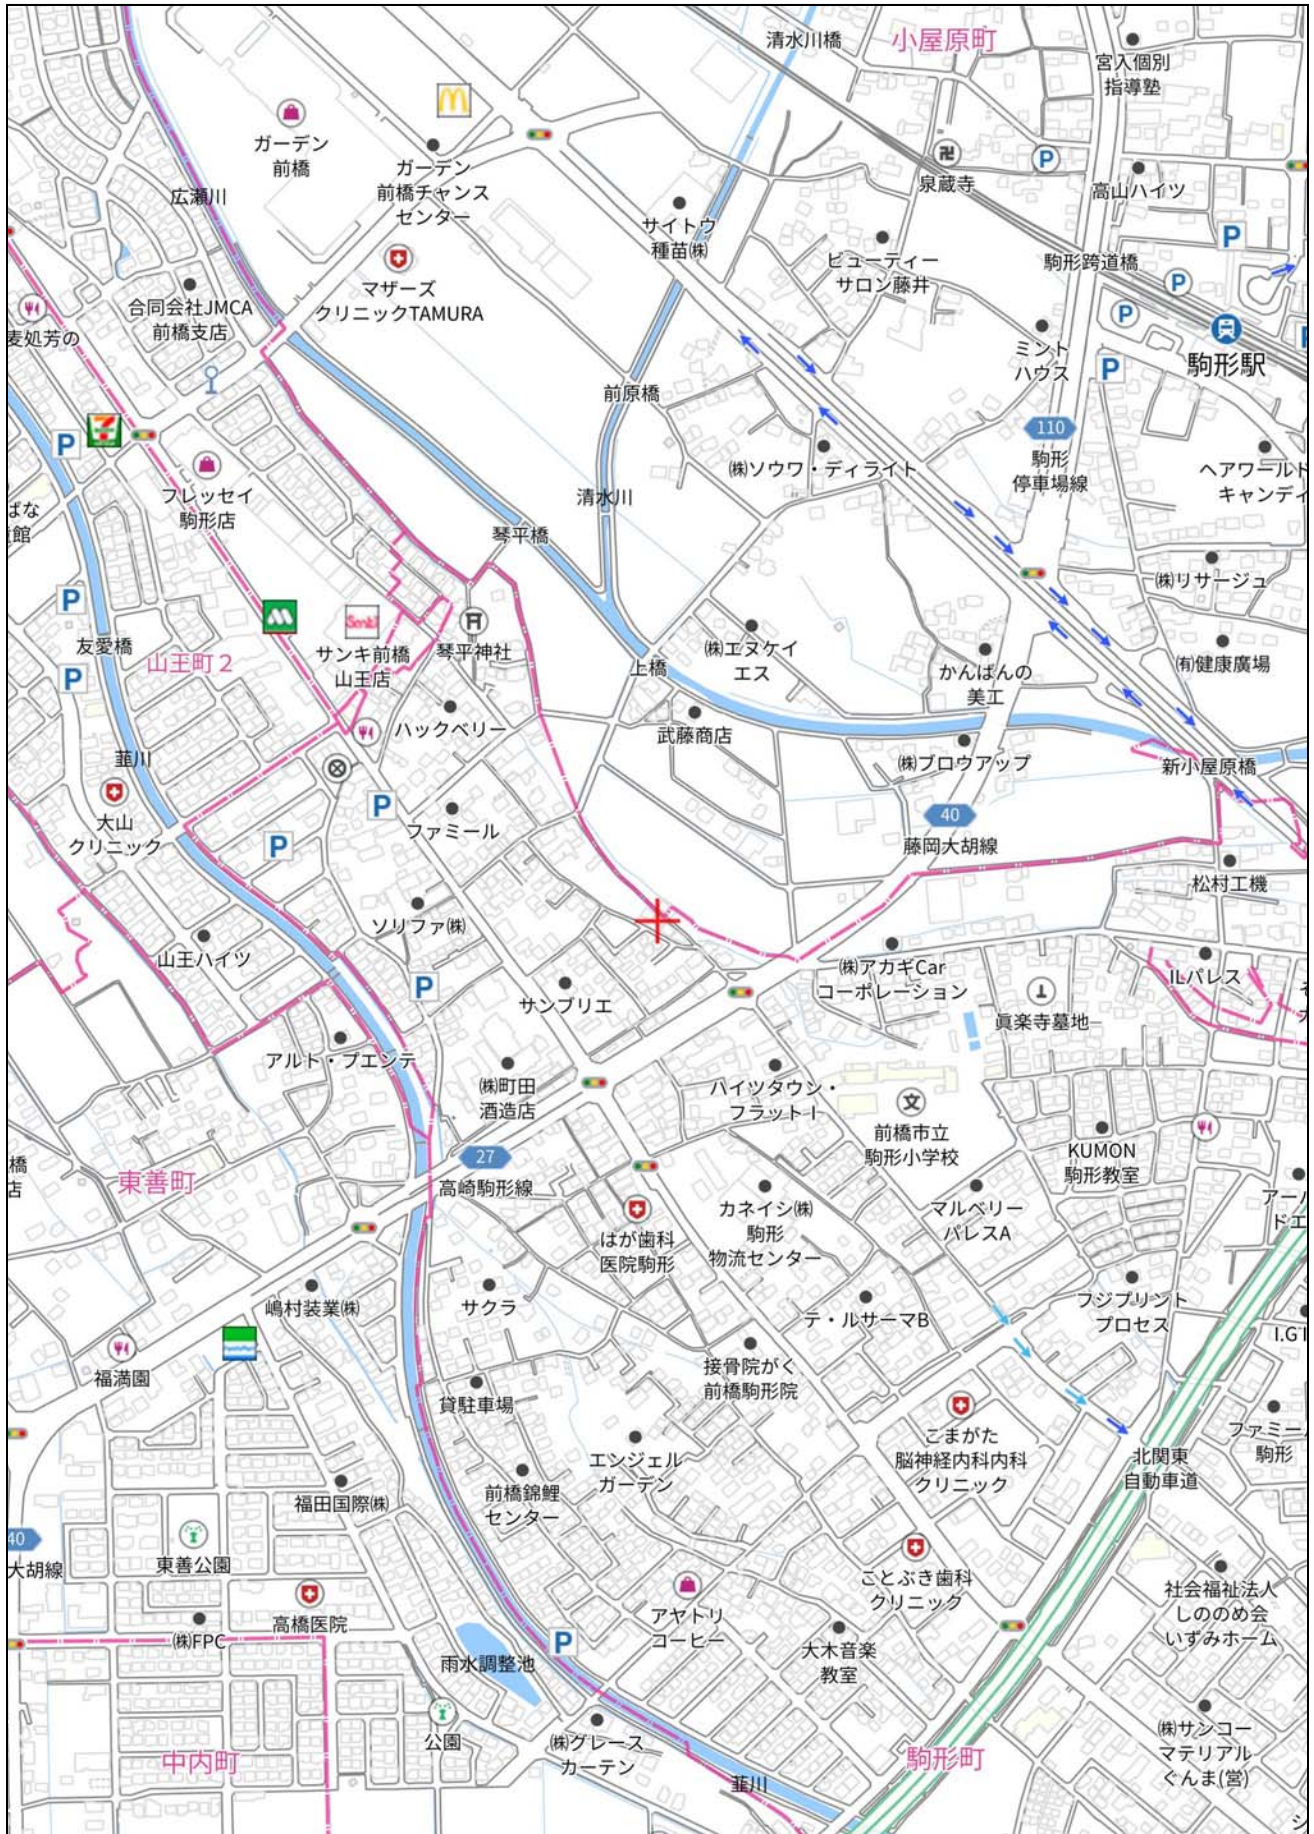 清水川橋
小屋原町
宮入個別
指導塾
ガーデン
前橋
ガーデン
前橋チャンス
センター
P
泉蔵寺
高山ハイツ
広瀬川
サイトウ
種苗㈱
P
ビューティー
サロン藤井
駒形跨道橋
マザーズ
クリニックTAMURA
P
合同会社JMCA
前橋支店
麦処芳の
P
ミント
ハウス
駒形駅
P
前原橋
110
駒形
停車場線
P
フレッセイ
駒形店
㈱ソウワ・ディライト
ヘアワールド
キャンディ
ばな
館
清水川
琴平橋
㈱リサージュ
P
友愛橋
山王町2
サンキ前橋
山王店
琴平神社
上橋
㈱エヌケイ
エス
かんばんの
美工
㈲健康廣場
P
ハックベリー
武藤商店
韮川
㈱ブロウアップ
新小屋原橋
P
大山
クリニック
ファミール
40
藤岡大胡線
P
松村工機
ソリファ㈱
山王ハイツ
P
サンブリエ
㈱アカギCar
コーポレーション
ILパレス
眞楽寺墓地
アルト・プエンテ
㈱町田
酒造店
ハイツタウン・
フラットⅠ
前橋市立
駒形小学校
KUMON
駒形教室
橋
店
東善町
27
高崎駒形線
カネイシ㈱
駒形
物流センター
マルベリー
パレスA
アー
ドエ
はが歯科
医院駒形
嶋村装業㈱
サクラ
テ・ルサーマB
フジプリント
プロセス
I.G
福満園
接骨院がく
前橋駒形院
貸駐車場
こまがた
脳神経内科内科
クリニック
ファミー
駒形
エンジェル
ガーデン
北関東
自動車道
福田国際㈱
前橋錦鯉
センター
40
大胡線
東善公園
ことぶき歯科
クリニック
社会福祉法人
しののめ会
いずみホーム
高橋医院
㈱FPC
アヤトリ
コーヒー
大木音楽
教室
P
雨水調整池
公園
㈱グレース
カーテン
中内町
駒形町
㈱サンコー
マテリアル
ぐんま(営)
韮川